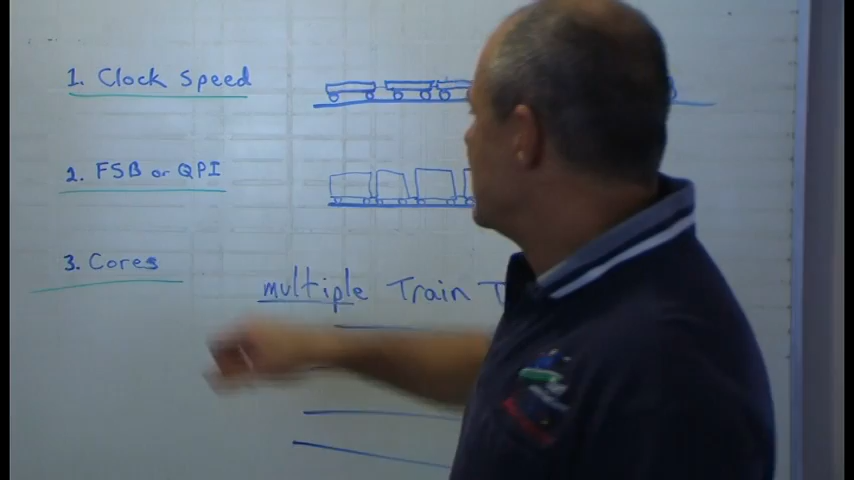 1. Clock Speed
2. FSB or QPI
3. Cores
multiple Train T